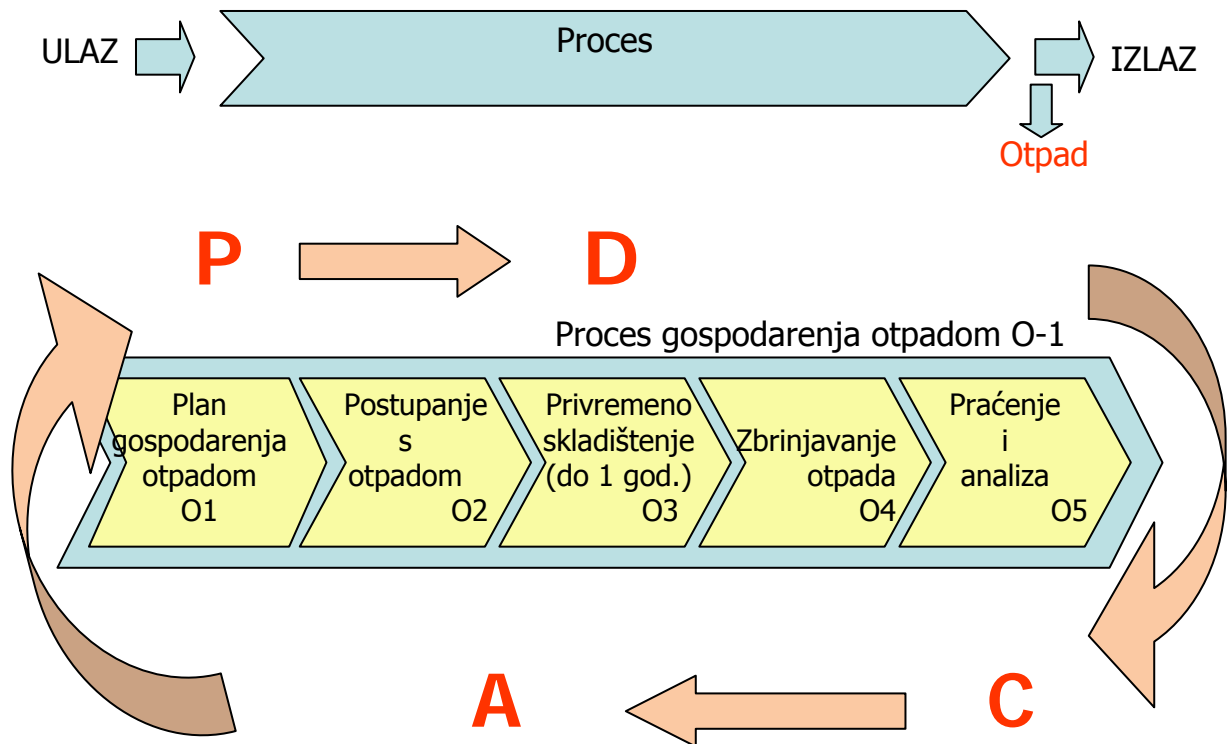 ULAZ
Proces
IZLAZ
Otpad
P
D
Proces gospodarenja otpadom O-1
Plan
gospodarenja
otpadom
O1
Postupanje
s
otpadom
O2
Privremeno
skladištenje
(do 1 god.)
O3
Zbrinjavanje
otpada
O4
Praćenje
i
analiza
O5
A
C